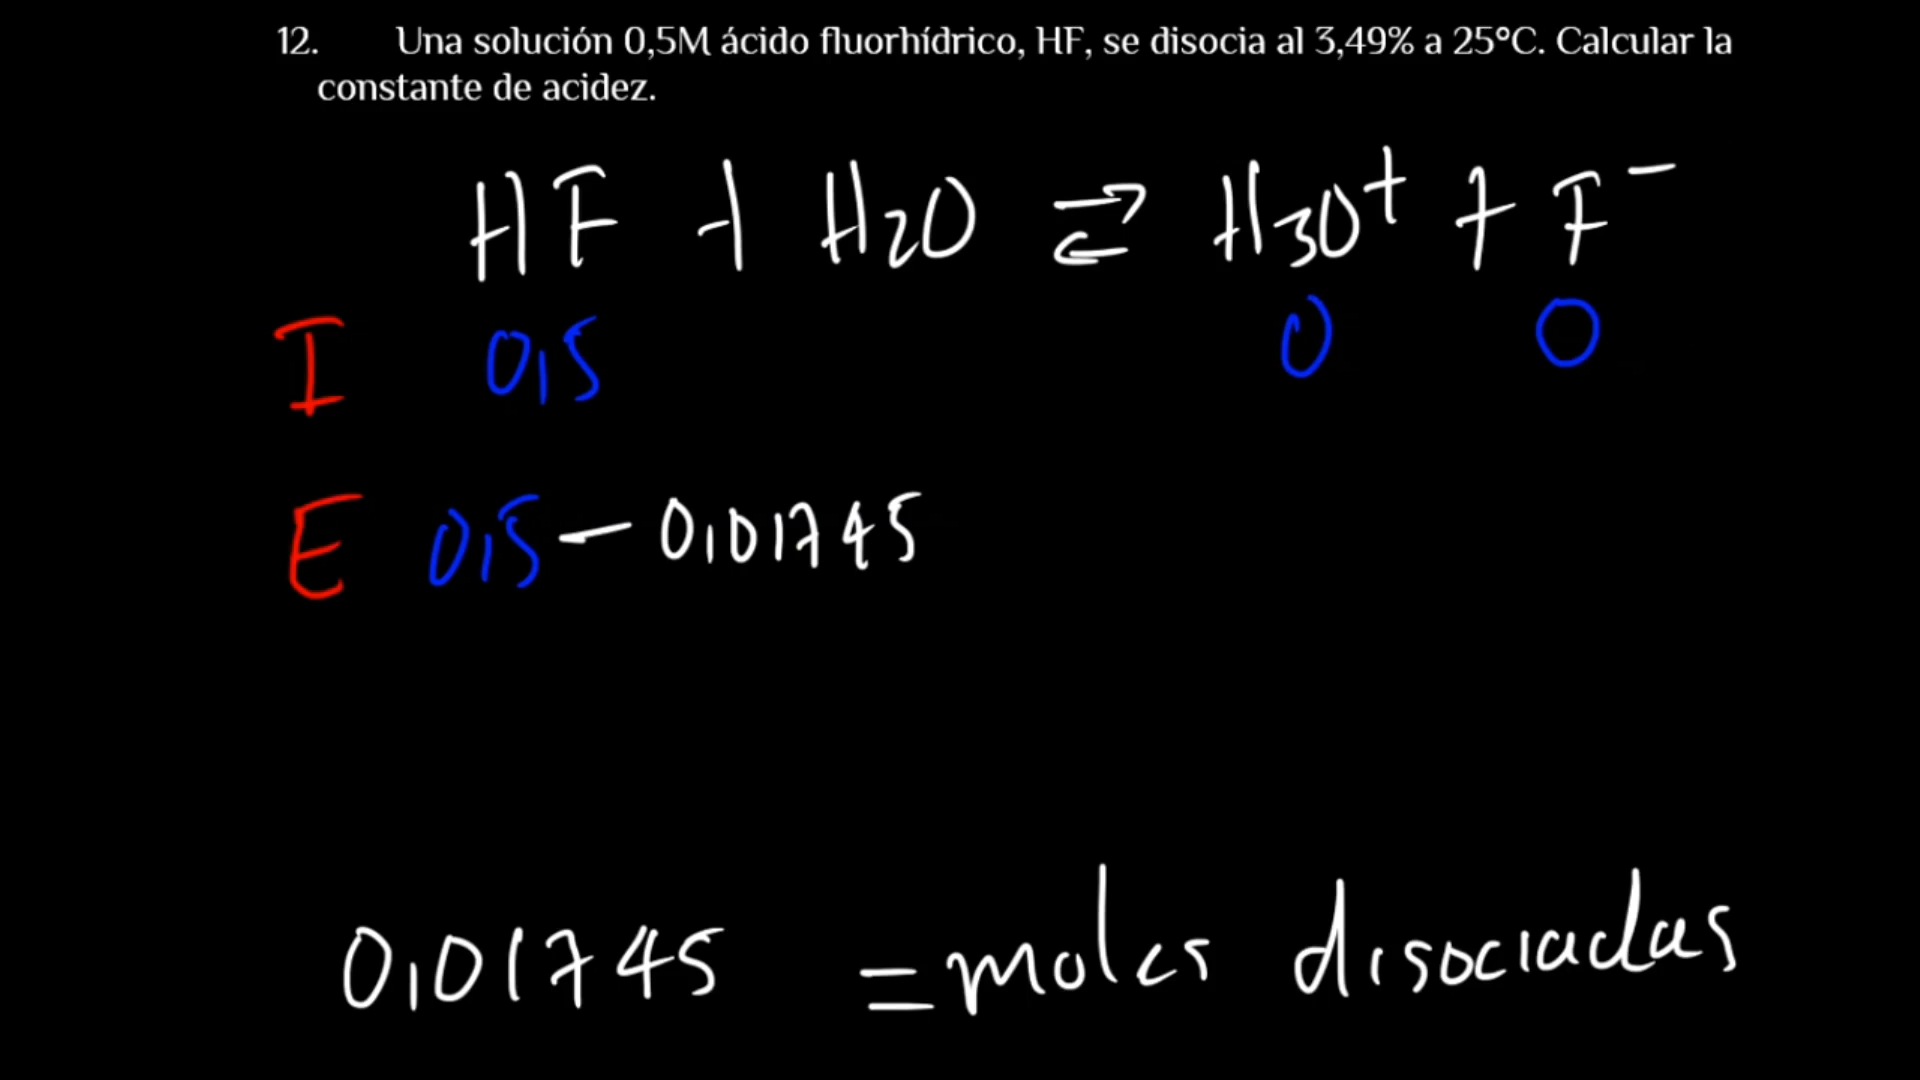 12. Una solución 0,5M ácido fluorhídrico, HF, se disocia al 3,49% a 25°C. Calcular la
constante de acidez.
HF + H2O ⇄ H3O+ + F-
I 0,5 0 0
E 0,5 - 0,01745
0,01745 = moles disociadas